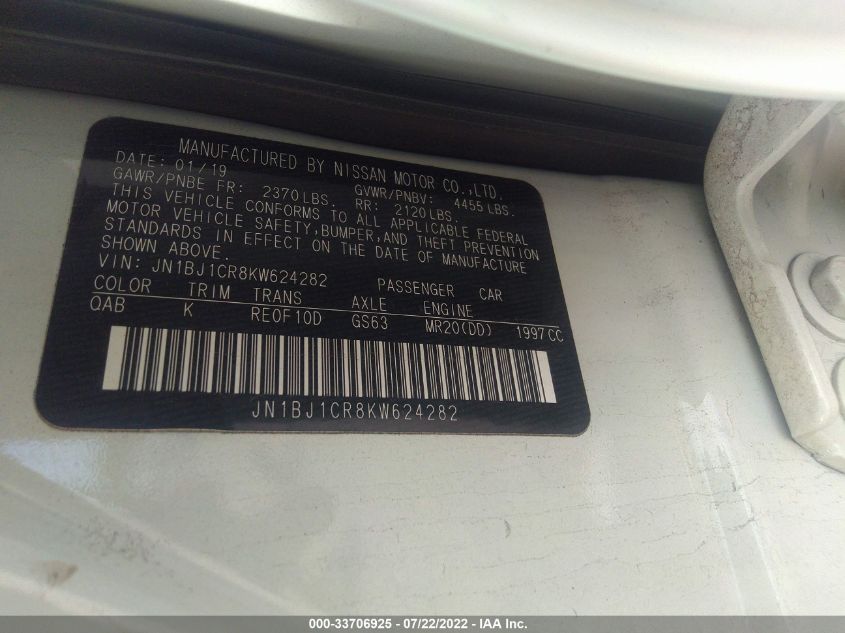 MANUFACTURED BY NISSAN MOTOR CO.,LTD.
DATE: 01/19
GAWR/PNBE FR: 2370 LBS. GVWR/PNBV: 4455 LBS.
RR: 2120 LBS.
THIS VEHICLE CONFORMS TO ALL APPLICABLE FEDERAL
MOTOR VEHICLE SAFETY, BUMPER, AND THEFT PREVENTION
STANDARDS IN EFFECT ON THE DATE OF MANUFACTURE
SHOWN ABOVE.
VIN: JN1BJ1CR8KW624282 PASSENGER CAR
COLOR TRIM TRANS AXLE ENGINE
QAB K RE0F10D GS63 MR20(DD) 1997CC
JN1BJ1CR8KW624282
000-33706925 - 07/22/2022 - IAA Inc.